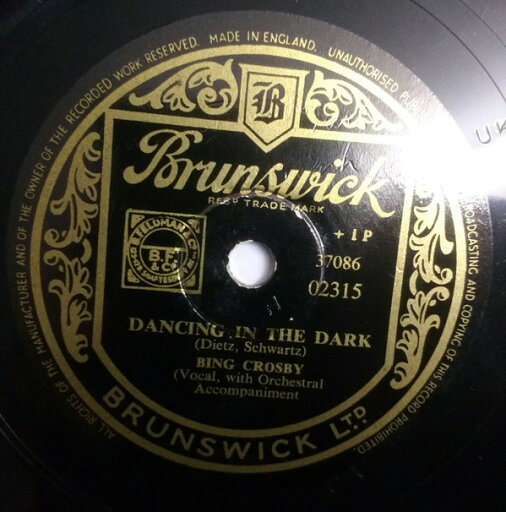 ALL RIGHTS OF THE MANUFACTURER AND OF THE OWNER OF THE RECORDED WORK RESERVED. MADE IN ENGLAND. UNAUTHORISED BROADCASTING AND COPYING OF THIS RECORD PROHIBITED.
UK
B
Brunswick
REGD TRADE MARK
B. FELDMAN & CO
B.F. & Co
+ 1 P
37086
02315
DANCING IN THE DARK
(Dietz, Schwartz)
BING CROSBY
(Vocal, with Orchestral
Accompaniment
BRUNSWICK LTD